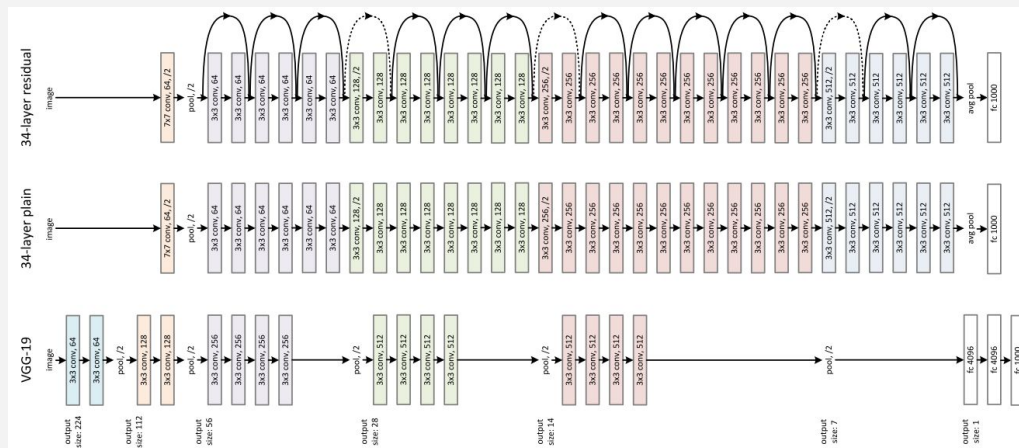 34-layer residual
image
7x7 conv, 64, /2
pool, /2
3x3 conv, 64
3x3 conv, 64
3x3 conv, 64
3x3 conv, 64
3x3 conv, 64
3x3 conv, 64
3x3 conv, 128, /2
3x3 conv, 128
3x3 conv, 128
3x3 conv, 128
3x3 conv, 128
3x3 conv, 128
3x3 conv, 128
3x3 conv, 128
3x3 conv, 256, /2
3x3 conv, 256
3x3 conv, 256
3x3 conv, 256
3x3 conv, 256
3x3 conv, 256
3x3 conv, 256
3x3 conv, 256
3x3 conv, 256
3x3 conv, 256
3x3 conv, 256
3x3 conv, 256
3x3 conv, 512, /2
3x3 conv, 512
3x3 conv, 512
3x3 conv, 512
3x3 conv, 512
3x3 conv, 512
avg pool
fc 1000
34-layer plain
image
7x7 conv, 64, /2
pool, /2
3x3 conv, 64
3x3 conv, 64
3x3 conv, 64
3x3 conv, 64
3x3 conv, 64
3x3 conv, 64
3x3 conv, 128, /2
3x3 conv, 128
3x3 conv, 128
3x3 conv, 128
3x3 conv, 128
3x3 conv, 128
3x3 conv, 128
3x3 conv, 128
3x3 conv, 256, /2
3x3 conv, 256
3x3 conv, 256
3x3 conv, 256
3x3 conv, 256
3x3 conv, 256
3x3 conv, 256
3x3 conv, 256
3x3 conv, 256
3x3 conv, 256
3x3 conv, 256
3x3 conv, 256
3x3 conv, 512, /2
3x3 conv, 512
3x3 conv, 512
3x3 conv, 512
3x3 conv, 512
3x3 conv, 512
avg pool
fc 1000
VGG-19
image
3x3 conv, 64
3x3 conv, 64
pool, /2
3x3 conv, 128
3x3 conv, 128
pool, /2
3x3 conv, 256
3x3 conv, 256
3x3 conv, 256
3x3 conv, 256
pool, /2
3x3 conv, 512
3x3 conv, 512
3x3 conv, 512
3x3 conv, 512
pool, /2
3x3 conv, 512
3x3 conv, 512
3x3 conv, 512
3x3 conv, 512
pool, /2
fc 4096
fc 4096
fc 1000
output
size: 224
output
size: 112
output
size: 56
output
size: 28
output
size: 14
output
size: 7
output
size: 1